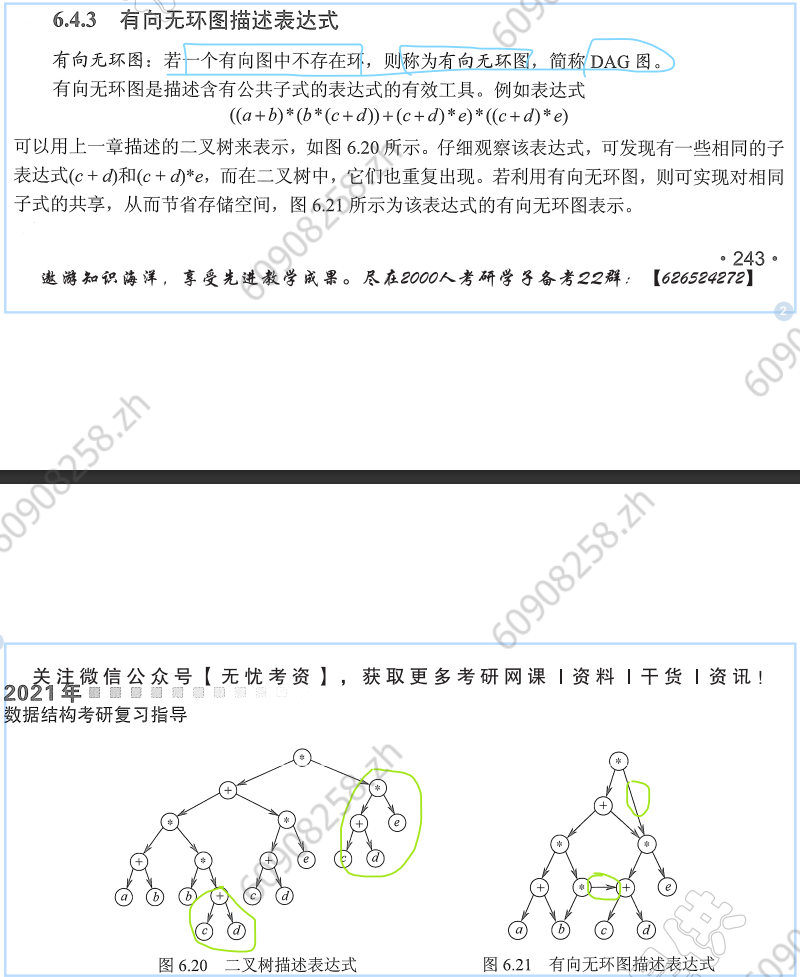 6.4.3 有向无环图描述表达式
有向无环图：若一个有向图中不存在环，则称为有向无环图，简称 DAG 图。
有向无环图是描述含有公共子式的表达式的有效工具。例如表达式
((a+b)*(b*(c+d))+(c+d)*e)*((c+d)*e)
可以用上一章描述的二叉树来表示，如图 6.20 所示。仔细观察该表达式，可发现有一些相同的子
表达式(c + d)和(c + d)*e，而在二叉树中，它们也重复出现。若利用有向无环图，则可实现对相同
子式的共享，从而节省存储空间，图 6.21 所示为该表达式的有向无环图表示。
·243·
遨游知识海洋，享受先进教学成果。尽在2000人考研学子备考22群：【626524272】
2
60908258.zh
60908258.zh
60908258.zh
关注微信公众号【无忧考资】，获取更多考研网课丨资料丨干货丨资讯！
2021年
数据结构考研复习指导
*
+ *
* * + e
+ * + e c d
a b b + c d
c d
图 6.20 二叉树描述表达式
*
+
* *
+ * + e
a b c d
图 6.21 有向无环图描述表达式
60908258.zh